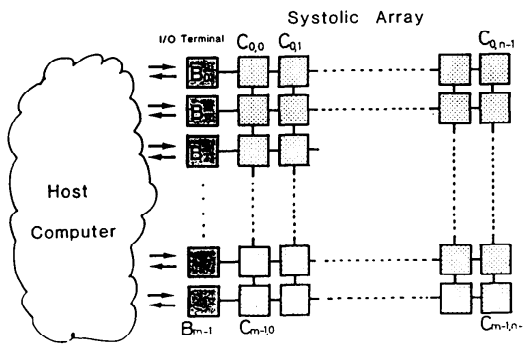 Systolic Array
I/O Terminal
C0,0
C0,1
C0,n-1
B
B
B
Host
Computer
Bm-1
Cm-1,0
Cm-1,n-